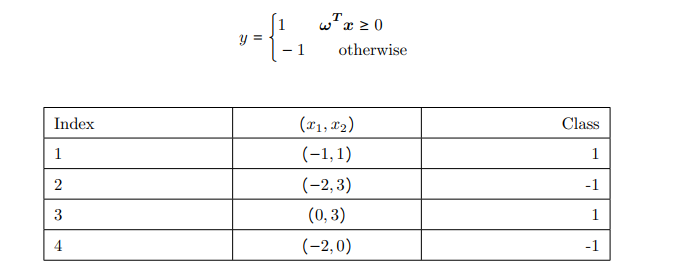 y = { 1 ω^T x ≥ 0
− 1 otherwise
Index (x₁, x₂) Class
1 (−1, 1) 1
2 (−2, 3) -1
3 (0, 3) 1
4 (−2, 0) -1